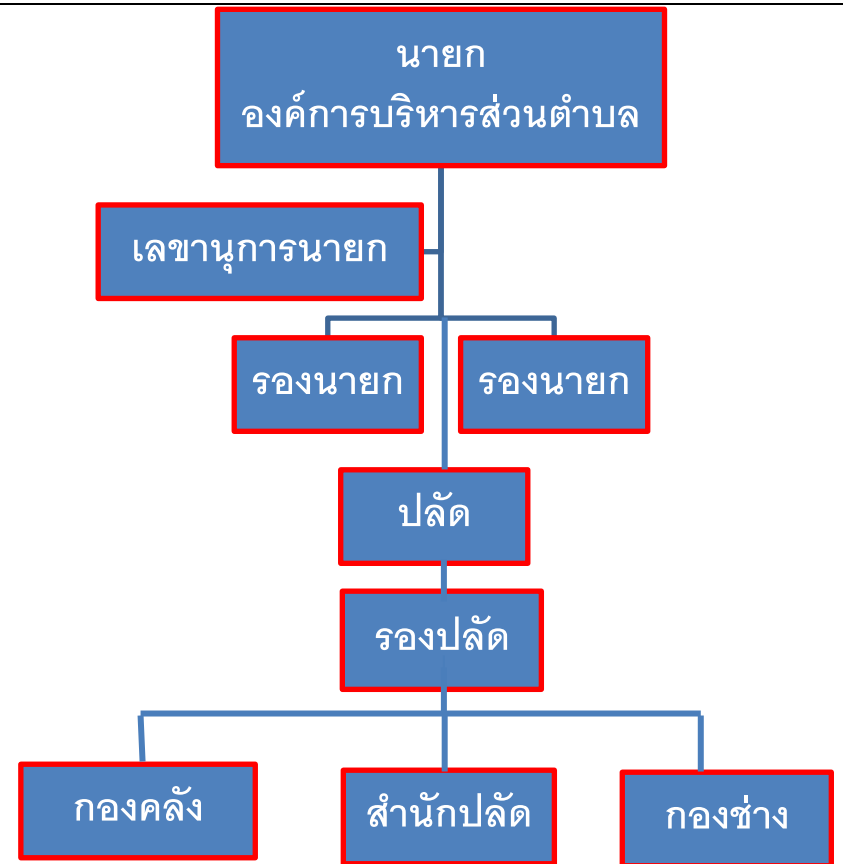 นายก
องค์การบริหารส่วนตำบล
เลขานุการนายก
รองนายก
รองนายก
ปลัด
รองปลัด
กองคลัง
สำนักปลัด
กองช่าง